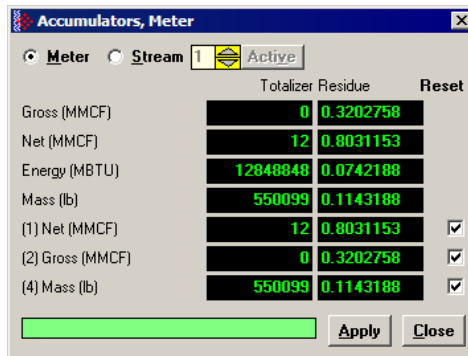 Accumulators, Meter
Meter Stream 1 Active
Totalizer Residue Reset
Gross (MMCF) 0 0.3202758
Net (MMCF) 12 0.8031153
Energy (MBTU) 12848848 0.0742188
Mass (lb) 550099 0.1143188
(1) Net (MMCF) 12 0.8031153
(2) Gross (MMCF) 0 0.3202758
(4) Mass (lb) 550099 0.1143188
Apply Close